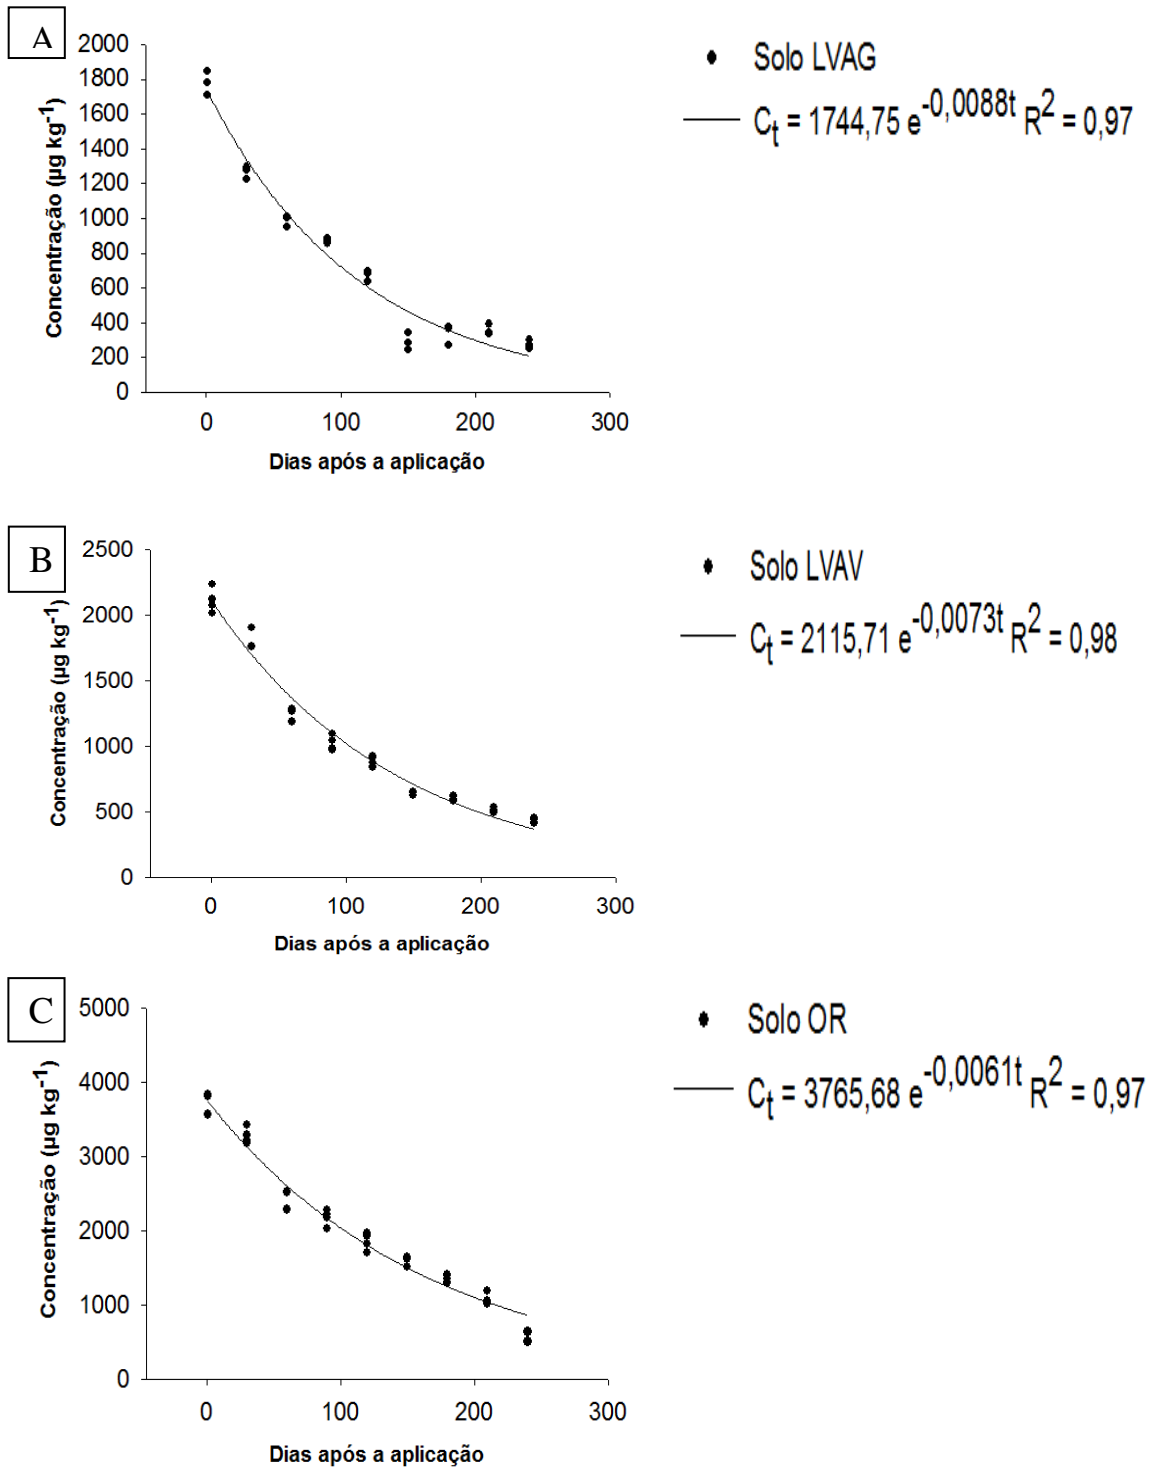 A
2000
1800
1600
1400
1200
1000
800
600
400
200
0
Concentração (µg kg⁻¹)
0 100 200 300
Dias após a aplicação
Solo LVAG
Cₜ = 1744,75 e^-0,0088t R² = 0,97
B
2500
2000
1500
1000
500
0
Concentração (µg kg⁻¹)
0 100 200 300
Dias após a aplicação
Solo LVAV
Cₜ = 2115,71 e^-0,0073t R² = 0,98
C
5000
4000
3000
2000
1000
0
Concentração (µg kg⁻¹)
0 100 200 300
Dias após a aplicação
Solo OR
Cₜ = 3765,68 e^-0,0061t R² = 0,97